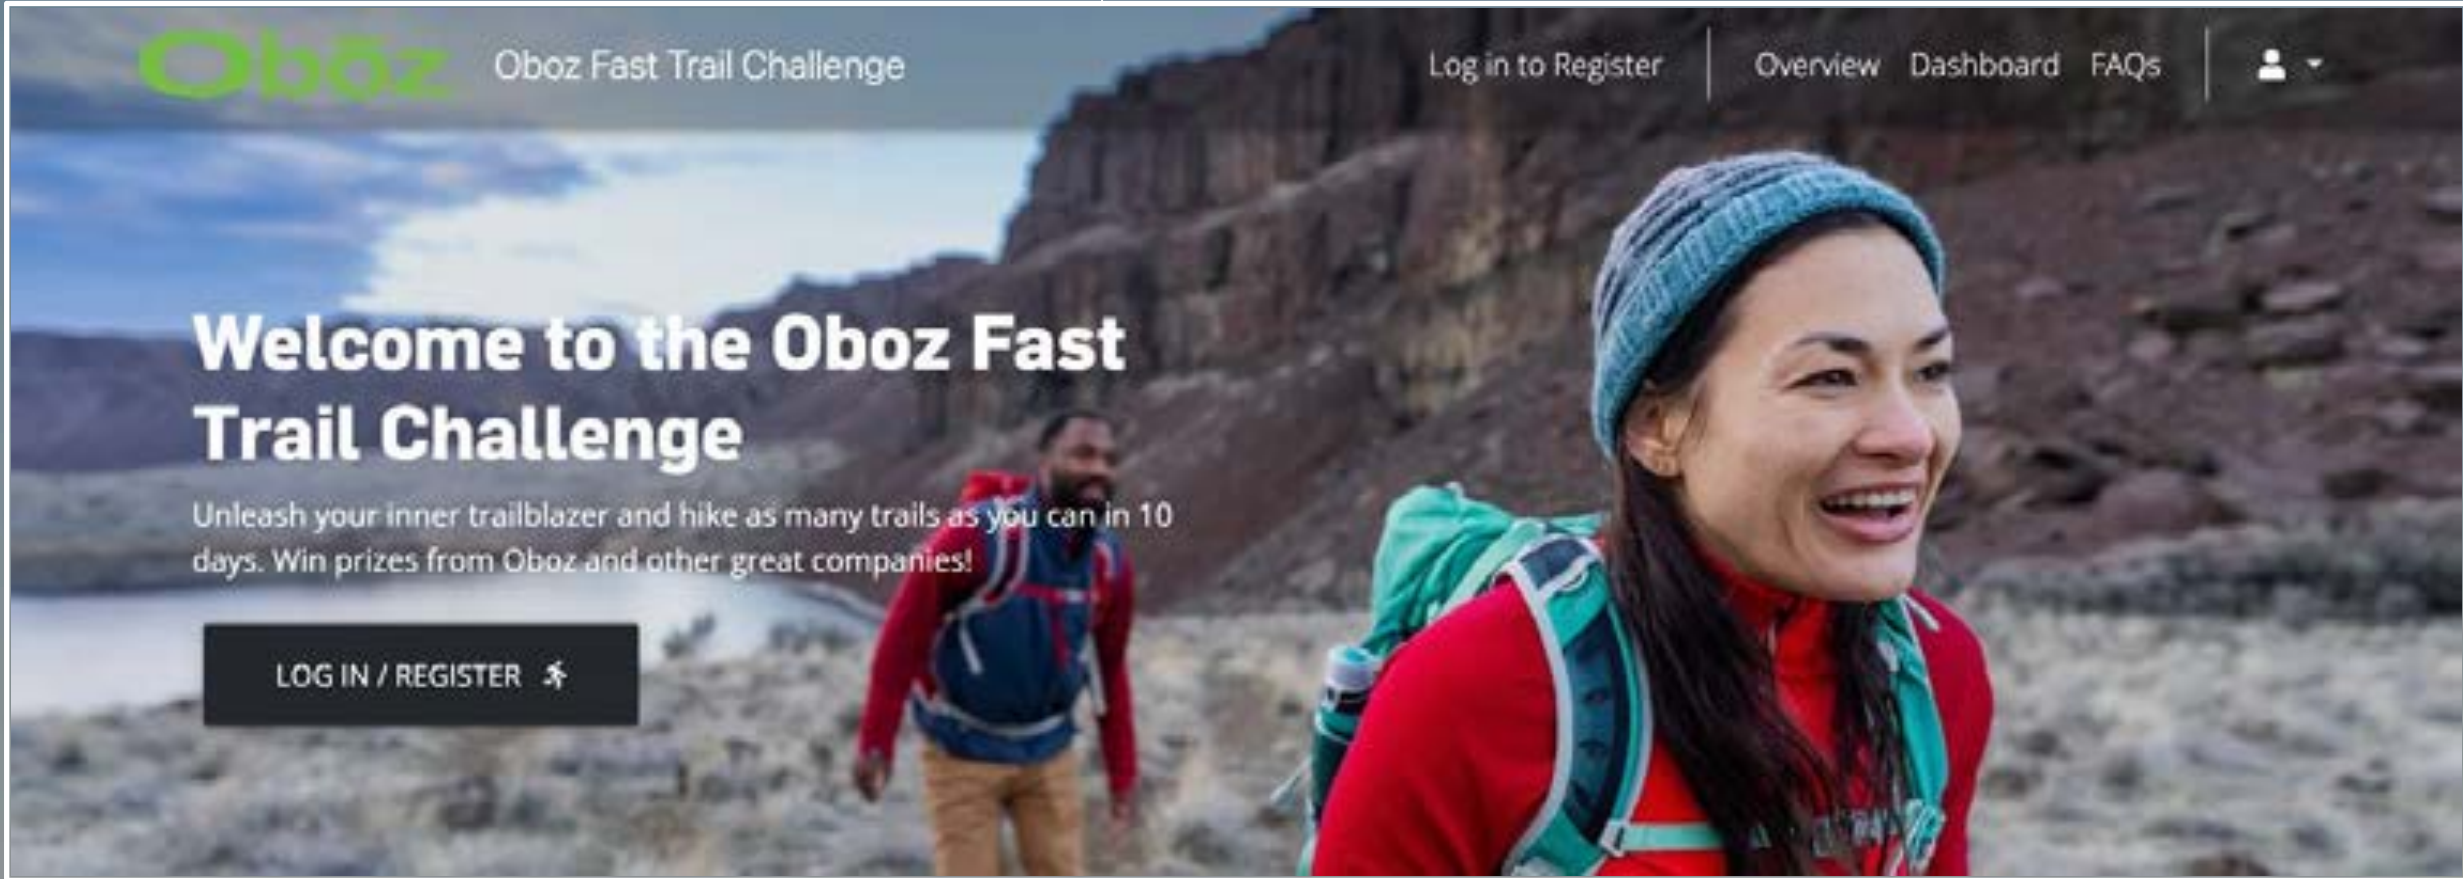 Obōz
Oboz Fast Trail Challenge
Log in to Register
Overview
Dashboard
FAQs
Welcome to the Oboz Fast
Trail Challenge
Unleash your inner trailblazer and hike as many trails as you can in 10
days. Win prizes from Oboz and other great companies!
LOG IN / REGISTER